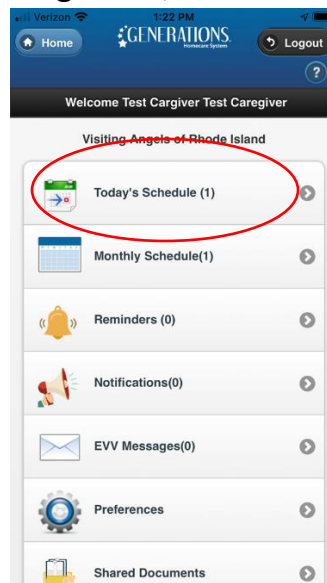 Verizon 1:22 PM
Home GENERATIONS Logout
Homecare System
?
Welcome Test Cargiver Test Caregiver
Visiting Angels of Rhode Island
Today's Schedule (1)
Monthly Schedule(1)
Reminders (0)
Notifications(0)
EVV Messages(0)
Preferences
Shared Documents